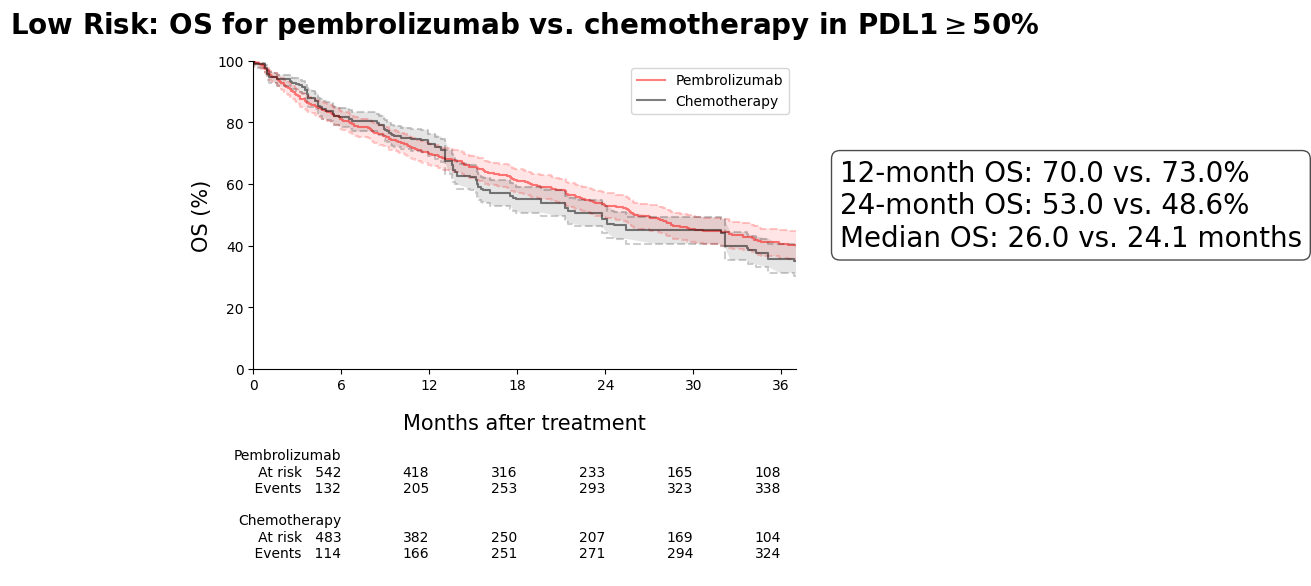 Low Risk: OS for pembrolizumab vs. chemotherapy in PDL1 ≥ 50%
100
80
60
40
20
0
OS (%)
Pembrolizumab
Chemotherapy
0 6 12 18 24 30 36
Months after treatment
12-month OS: 70.0 vs. 73.0%
24-month OS: 53.0 vs. 48.6%
Median OS: 26.0 vs. 24.1 months
Pembrolizumab
At risk 542 418 316 233 165 108
Events 132 205 253 293 323 338
Chemotherapy
At risk 483 382 250 207 169 104
Events 114 166 251 271 294 324